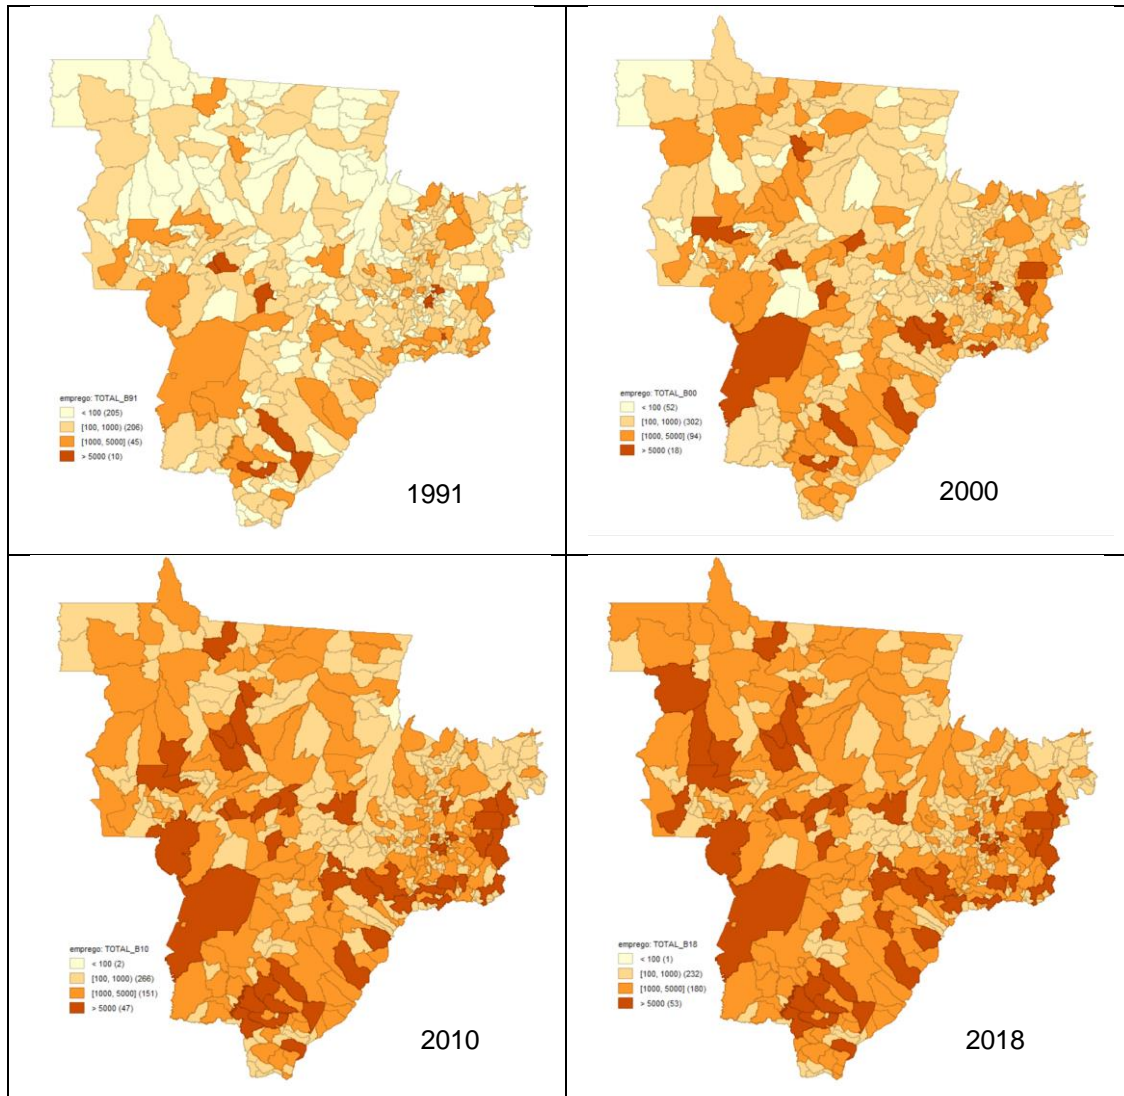 emprego: TOTAL_B91
< 100 (205)
[100, 1000) (206)
[1000, 5000] (45)
> 5000 (10)
1991
emprego: TOTAL_B00
< 100 (52)
[100, 1000) (302)
[1000, 5000] (94)
> 5000 (18)
2000
emprego: TOTAL_B10
< 100 (2)
[100, 1000) (266)
[1000, 5000] (151)
> 5000 (47)
2010
emprego: TOTAL_B18
< 100 (1)
[100, 1000) (232)
[1000, 5000] (180)
> 5000 (53)
2018